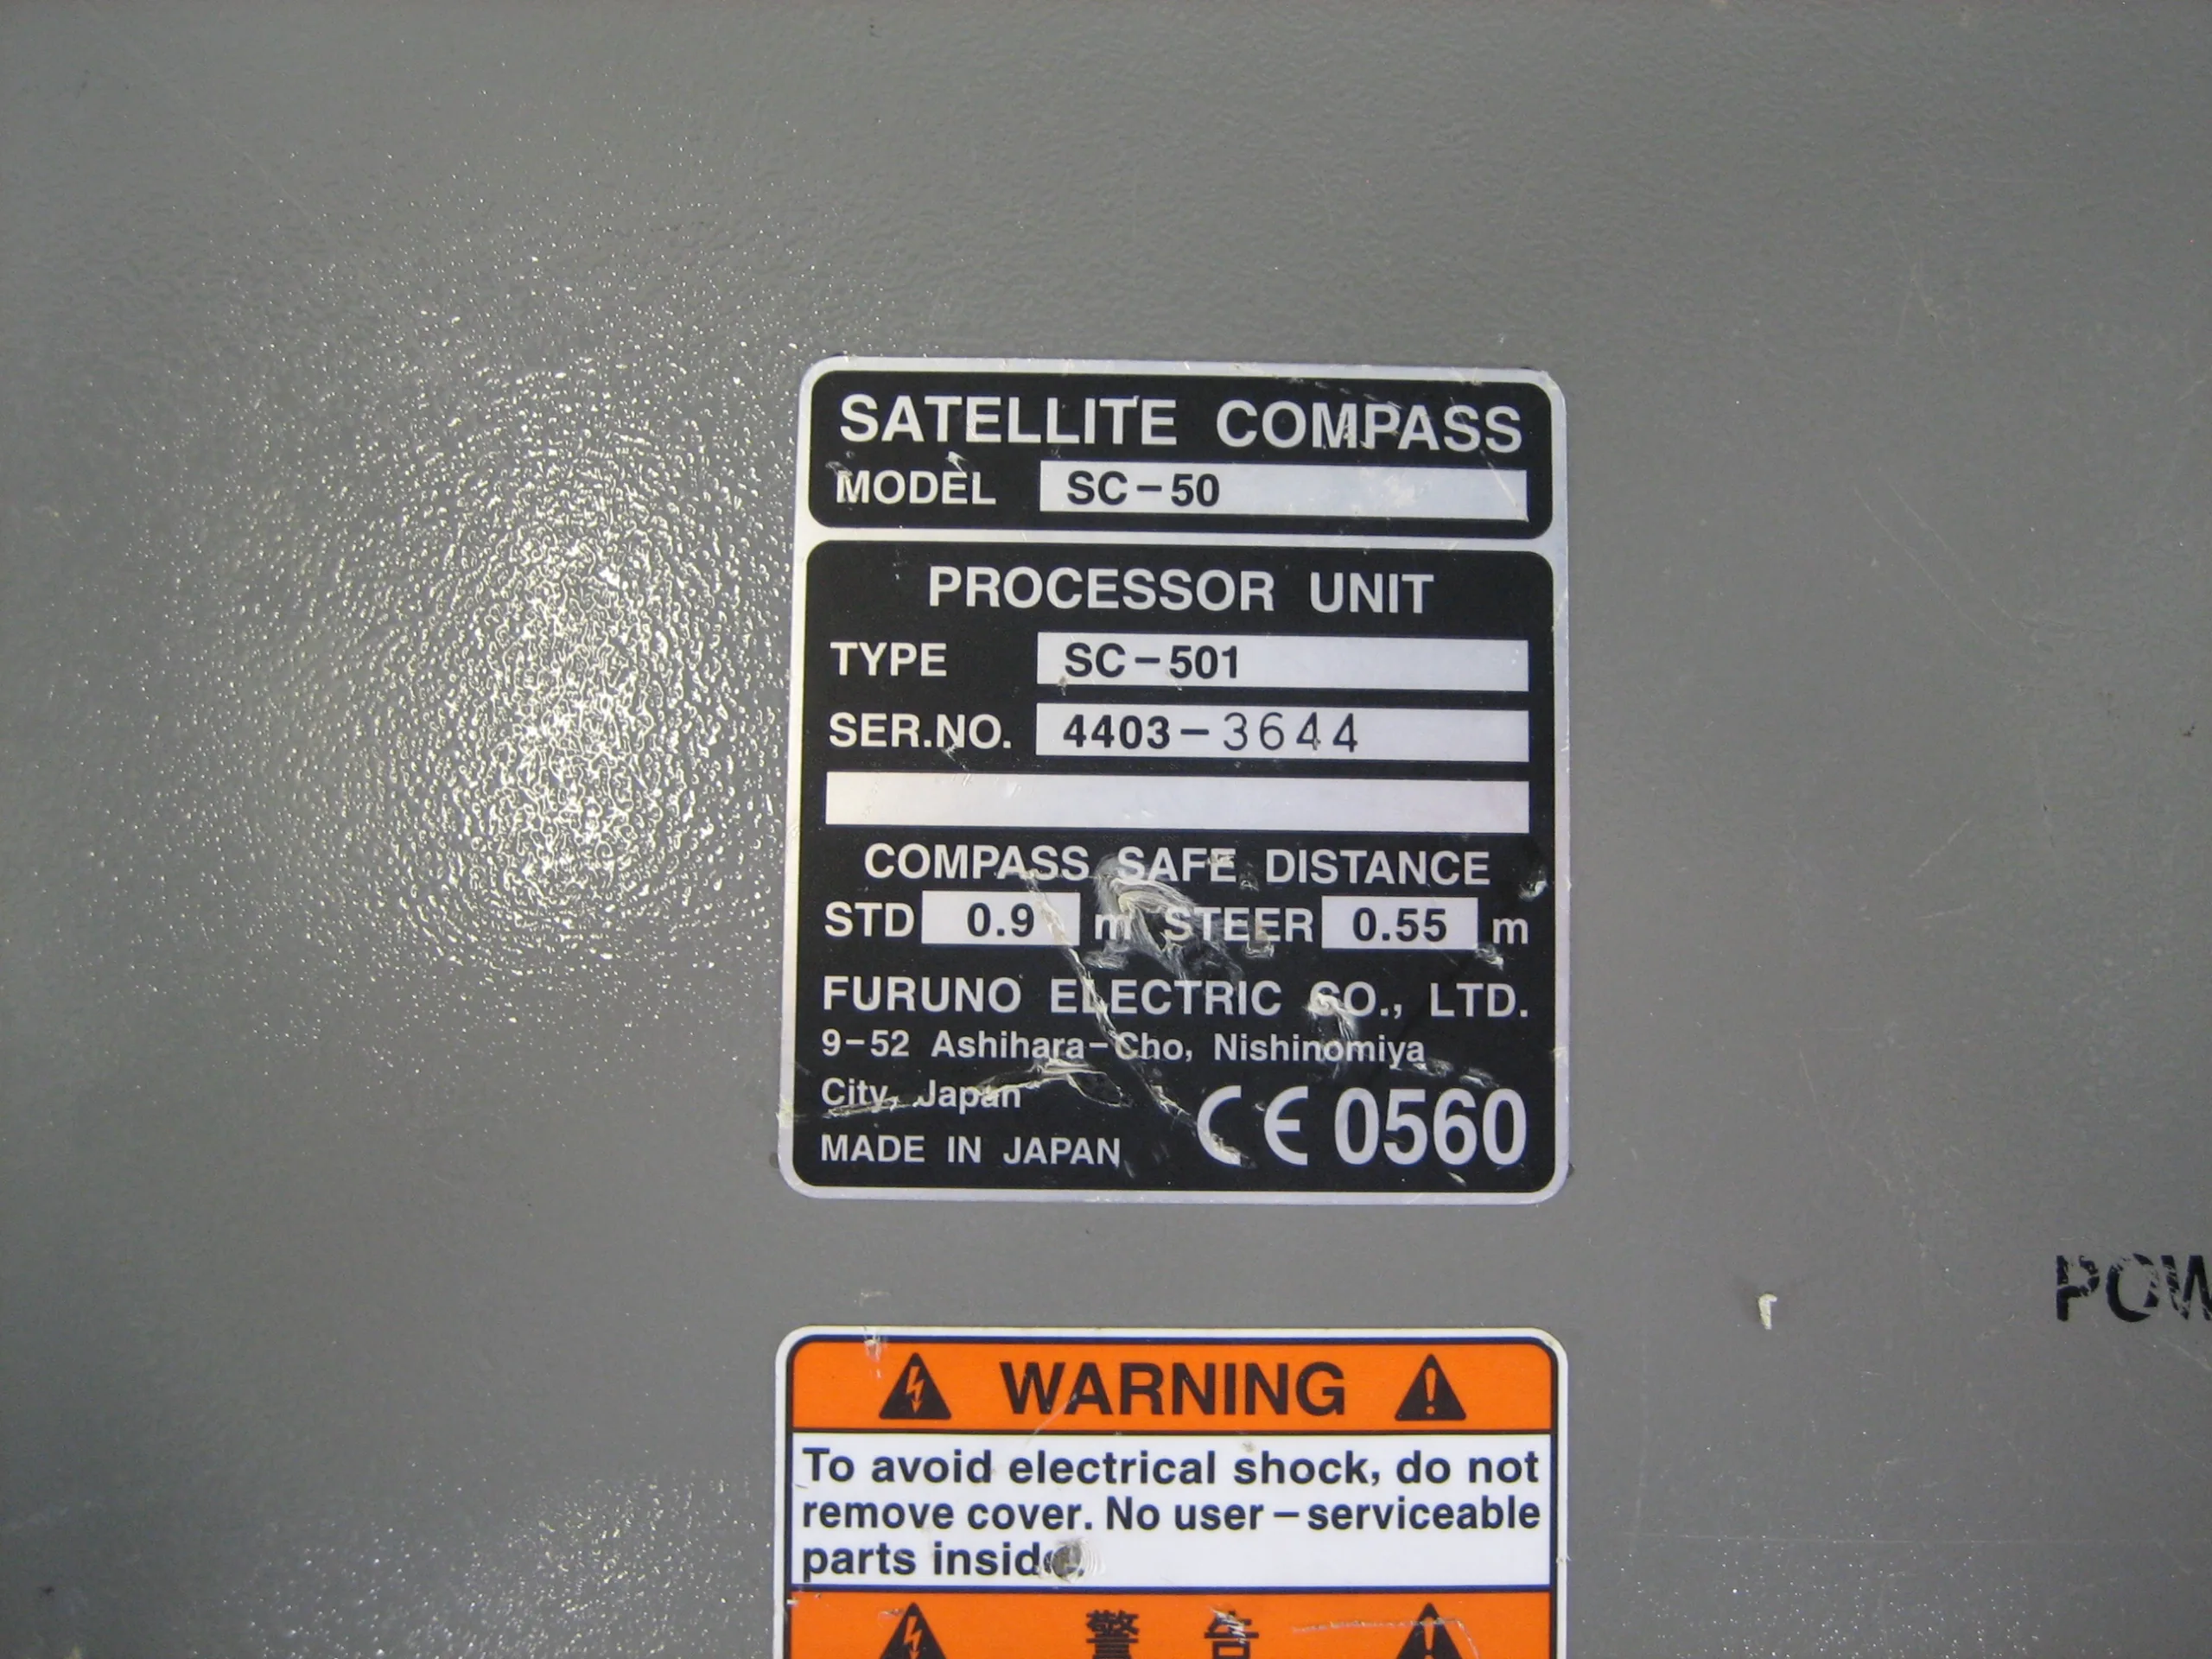 SATELLITE COMPASS
MODEL SC-50
PROCESSOR UNIT
TYPE SC-501
SER.NO. 4403-3644
COMPASS SAFE DISTANCE
STD 0.9 m STEER 0.55 m
FURUNO ELECTRIC CO., LTD.
9-52 Ashihara-Cho, Nishinomiya
City, Japan
MADE IN JAPAN CE 0560
POW
WARNING
To avoid electrical shock, do not
remove cover. No user-serviceable
parts inside.
警告